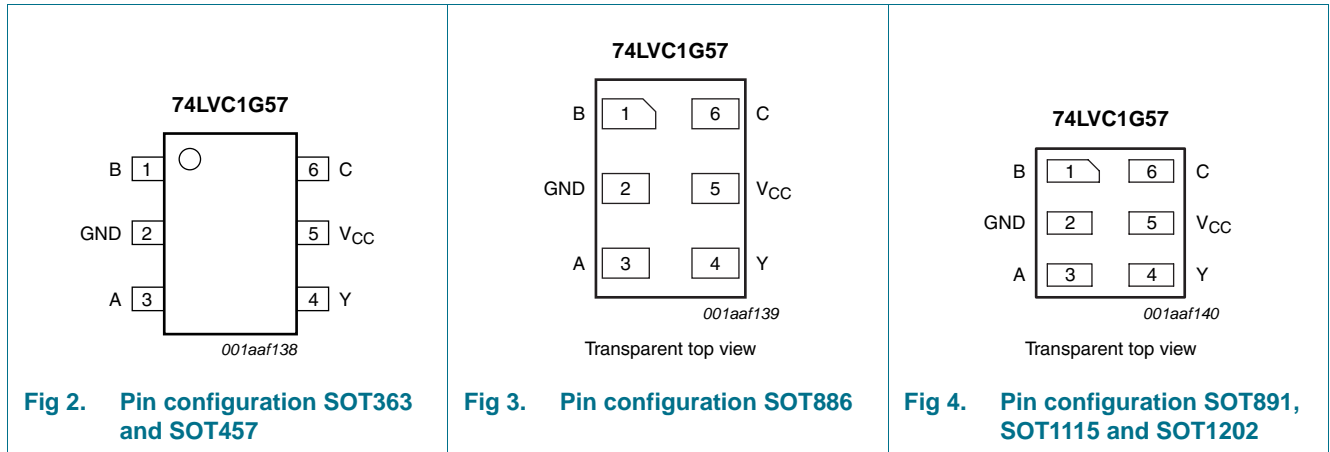 74LVC1G57
B 1 6 C
GND 2 5 VCC
A 3 4 Y
001aaf138
Fig 2. Pin configuration SOT363
and SOT457
74LVC1G57
B 1 6 C
GND 2 5 VCC
A 3 4 Y
001aaf139
Transparent top view
Fig 3. Pin configuration SOT886
74LVC1G57
B 1 6 C
GND 2 5 VCC
A 3 4 Y
001aaf140
Transparent top view
Fig 4. Pin configuration SOT891,
SOT1115 and SOT1202